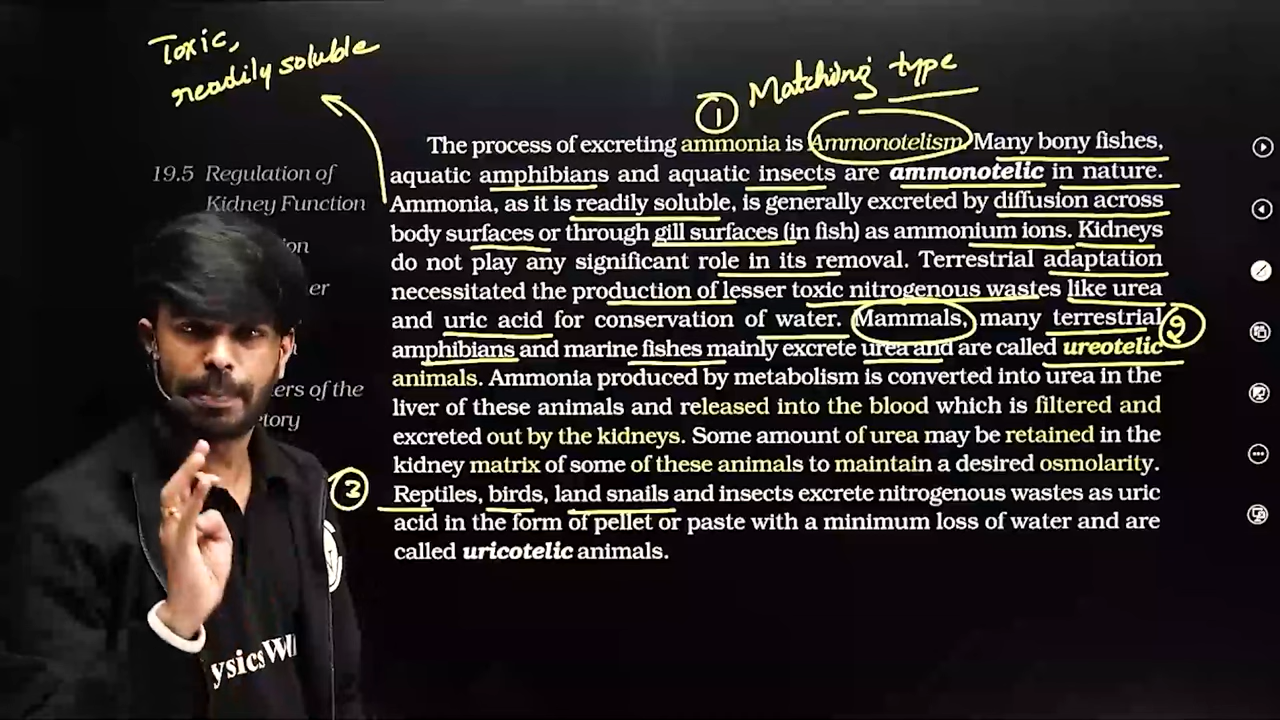 Toxic,
readily soluble
① Matching type
The process of excreting ammonia is Ammonotelism. Many bony fishes,
19.5 Regulation of
Kidney Function
aquatic amphibians and aquatic insects are ammonotelic in nature.
Ammonia, as it is readily soluble, is generally excreted by diffusion across
body surfaces or through gill surfaces (in fish) as ammonium ions. Kidneys
do not play any significant role in its removal. Terrestrial adaptation
necessitated the production of lesser toxic nitrogenous wastes like urea
and uric acid for conservation of water. Mammals, many terrestrial
amphibians and marine fishes mainly excrete urea and are called ureotelic
animals. Ammonia produced by metabolism is converted into urea in the
liver of these animals and released into the blood which is filtered and
excreted out by the kidneys. Some amount of urea may be retained in the
kidney matrix of some of these animals to maintain a desired osmolarity.
③ Reptiles, birds, land snails and insects excrete nitrogenous wastes as uric
acid in the form of pellet or paste with a minimum loss of water and are
called uricotelic animals.
of the